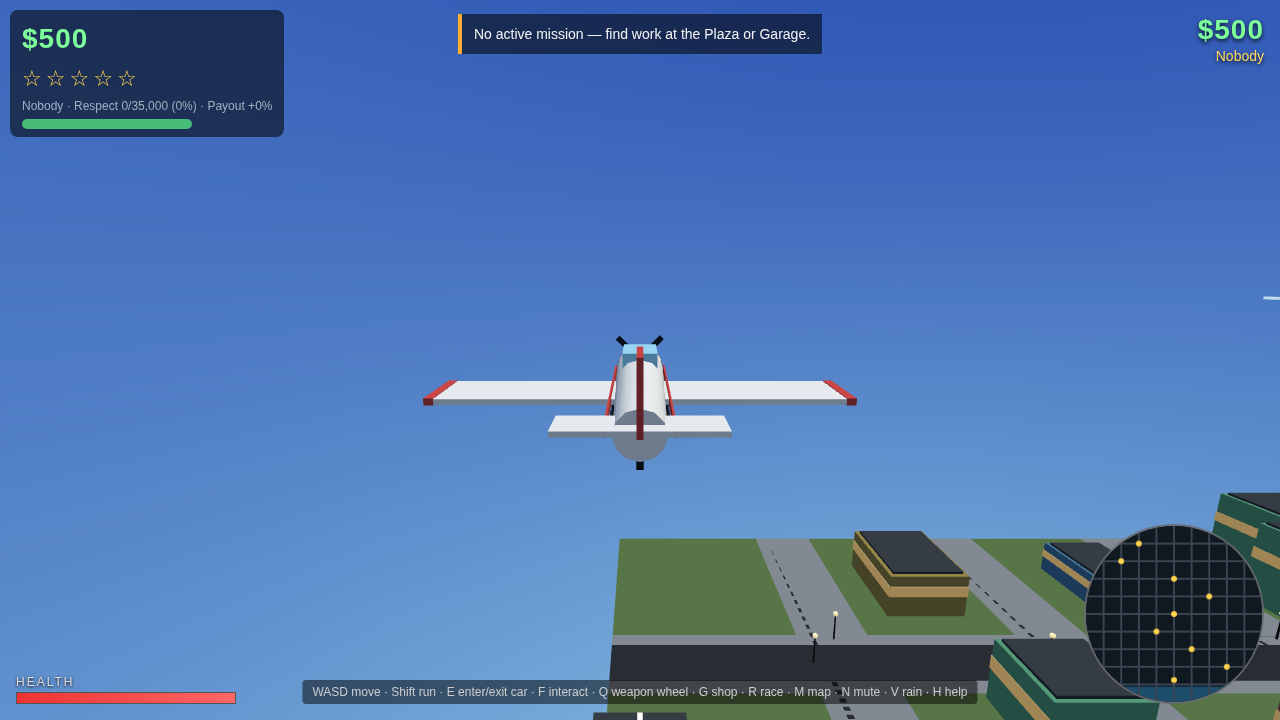 $500
☆☆☆☆☆
Nobody · Respect 0/35,000 (0%) · Payout +0%
No active mission — find work at the Plaza or Garage.
$500
Nobody
HEALTH
WASD move · Shift run · E enter/exit car · F interact · Q weapon wheel · G shop · R race · M map · N mute · V rain · H help